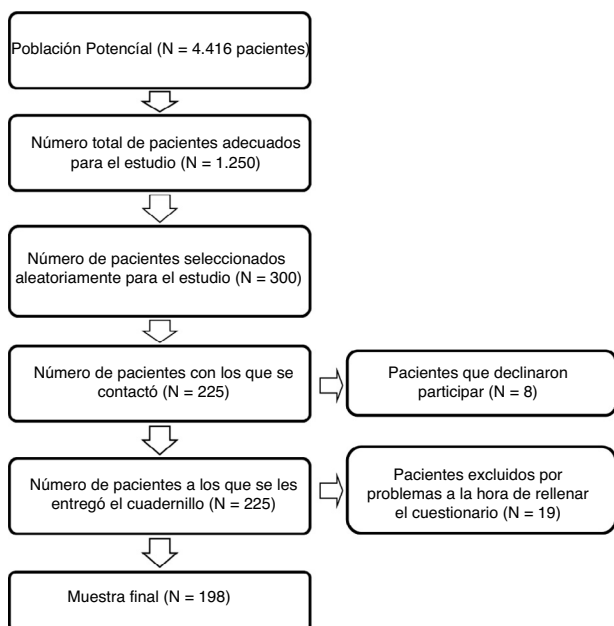 Población Potencíal (N = 4.416 pacientes)
Número total de pacientes adecuados
para el estudio (N = 1.250)
Número de pacientes seleccionados
aleatoriamente para el estudio (N = 300)
Número de pacientes con los que se
contactó (N = 225)
Pacientes que declinaron
participar (N = 8)
Número de pacientes a los que se les
entregó el cuadernillo (N = 225)
Pacientes excluidos por
problemas a la hora de rellenar
el cuestionario (N = 19)
Muestra final (N = 198)